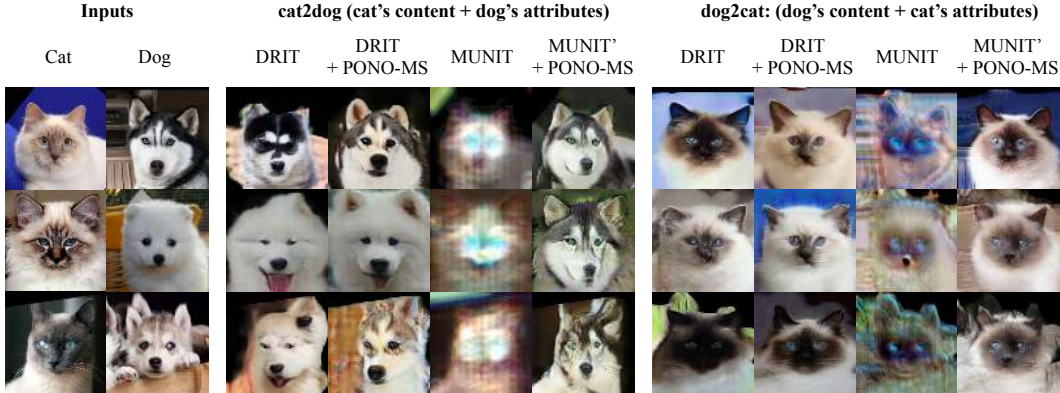 Inputs
cat2dog (cat’s content + dog’s attributes)
dog2cat: (dog’s content + cat’s attributes)
Cat
Dog
DRIT
DRIT
+ PONO-MS
MUNIT
MUNIT’
+ PONO-MS
DRIT
DRIT
+ PONO-MS
MUNIT
MUNIT’
+ PONO-MS